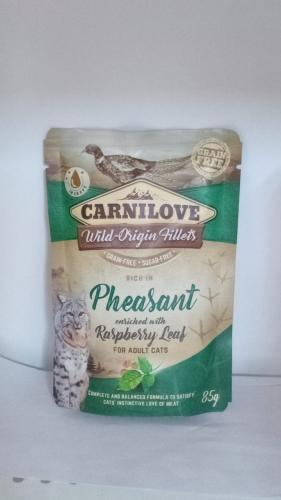 GRAIN
FREE
CARNILOVE
Wild-Origin Fillets
• GRAIN-FREE • SUGAR-FREE •
RICH IN
Pheasant
enriched with
Raspberry Leaf
FOR ADULT CATS
COMPLETE AND BALANCED FORMULA TO SATISFY
CATS' INSTINCTIVE LOVE OF MEAT
85g